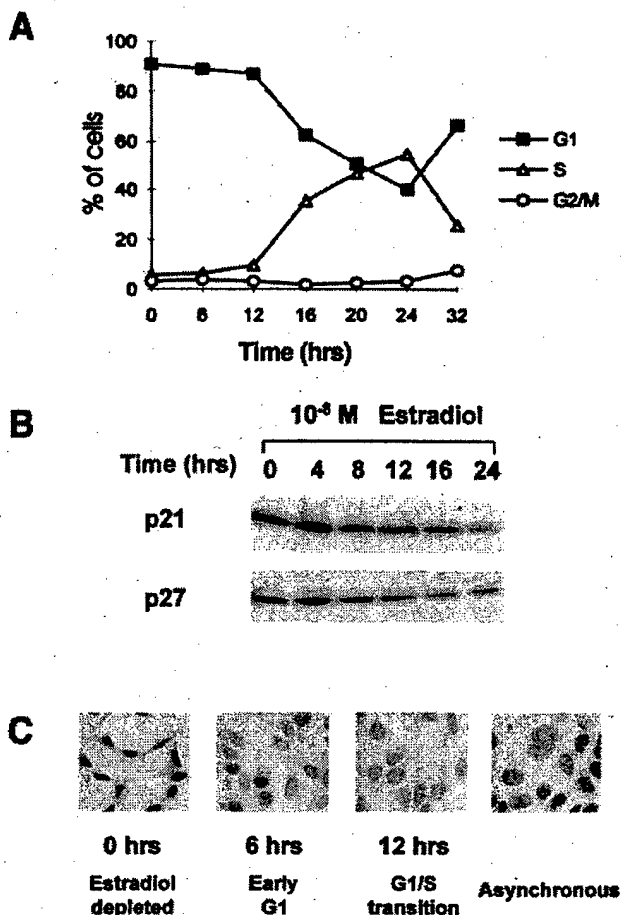 A
100
80
60
40
20
0
% of cells
0 6 12 16 20 24 32
Time (hrs)
G1
S
G2/M
B
10⁻⁸ M Estradiol
Time (hrs) 0 4 8 12 16 24
p21
p27
C
0 hrs 6 hrs 12 hrs
Estradiol depleted
Early G1
G1/S transition
Asynchronous